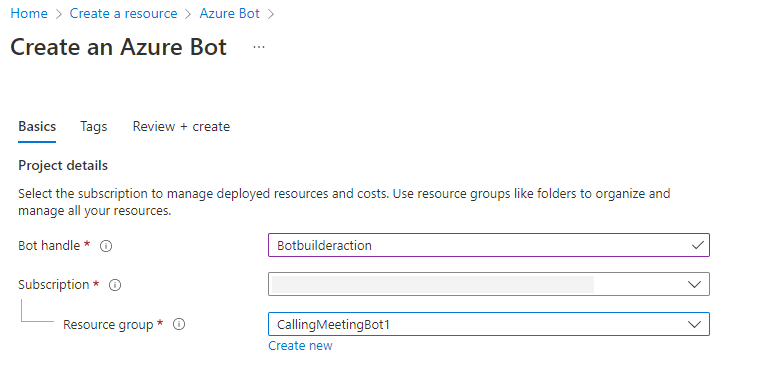 Home > Create a resource > Azure Bot >
Create an Azure Bot ...
Basics Tags Review + create
Project details
Select the subscription to manage deployed resources and costs. Use resource groups like folders to organize and
manage all your resources.
Bot handle * Botbuilderaction
Subscription *
Resource group * CallingMeetingBot1
Create new